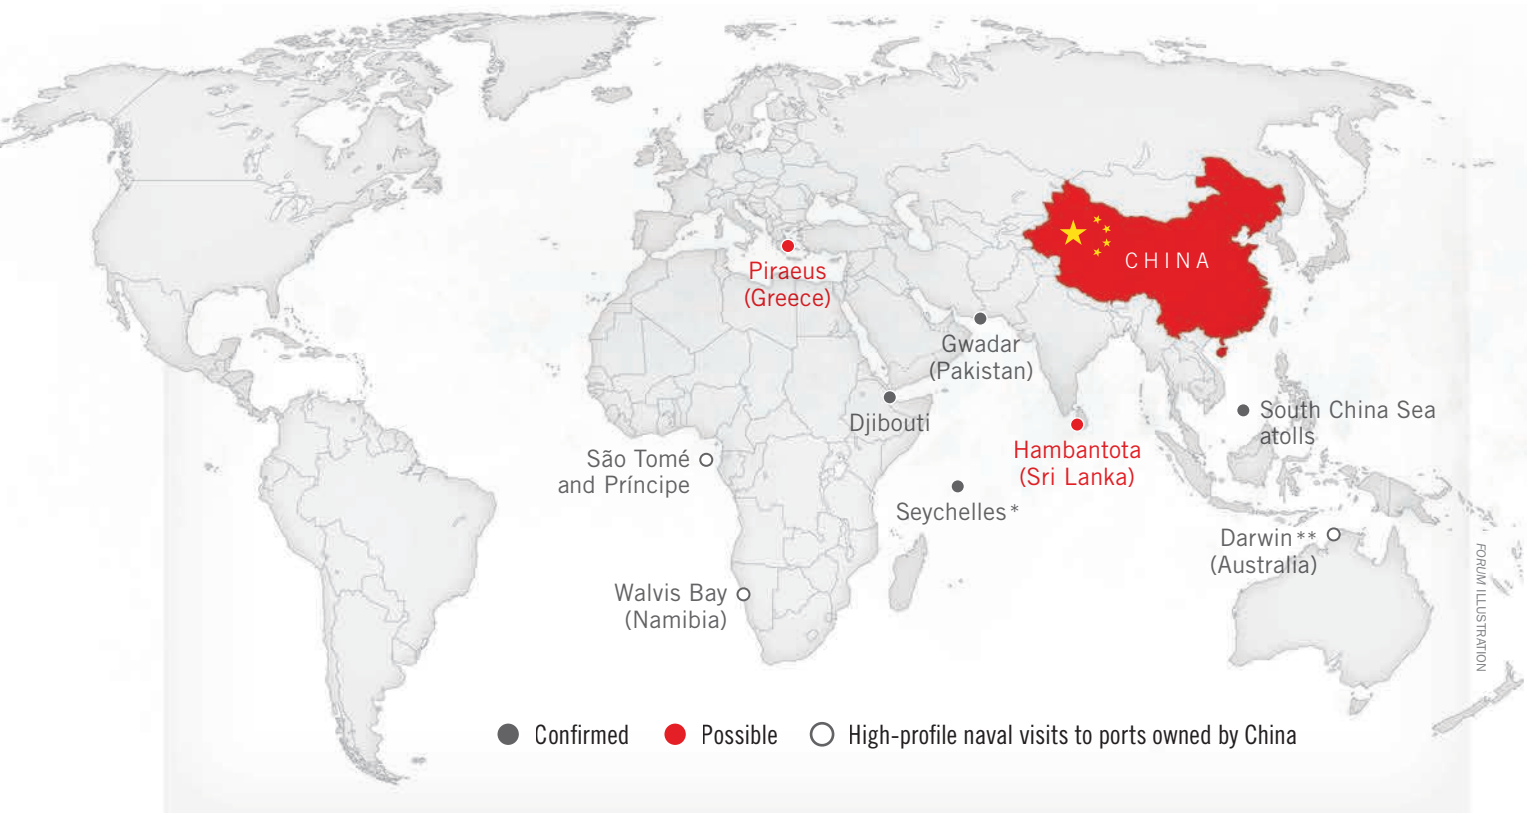 CHINA
Piraeus
(Greece)
Gwadar
(Pakistan)
Djibouti
South China Sea
atolls
Hambantota
(Sri Lanka)
São Tomé
and Príncipe
Seychelles*
Darwin**
(Australia)
Walvis Bay
(Namibia)
FORUM ILLUSTRATION
Confirmed
Possible
High-profile naval visits to ports owned by China